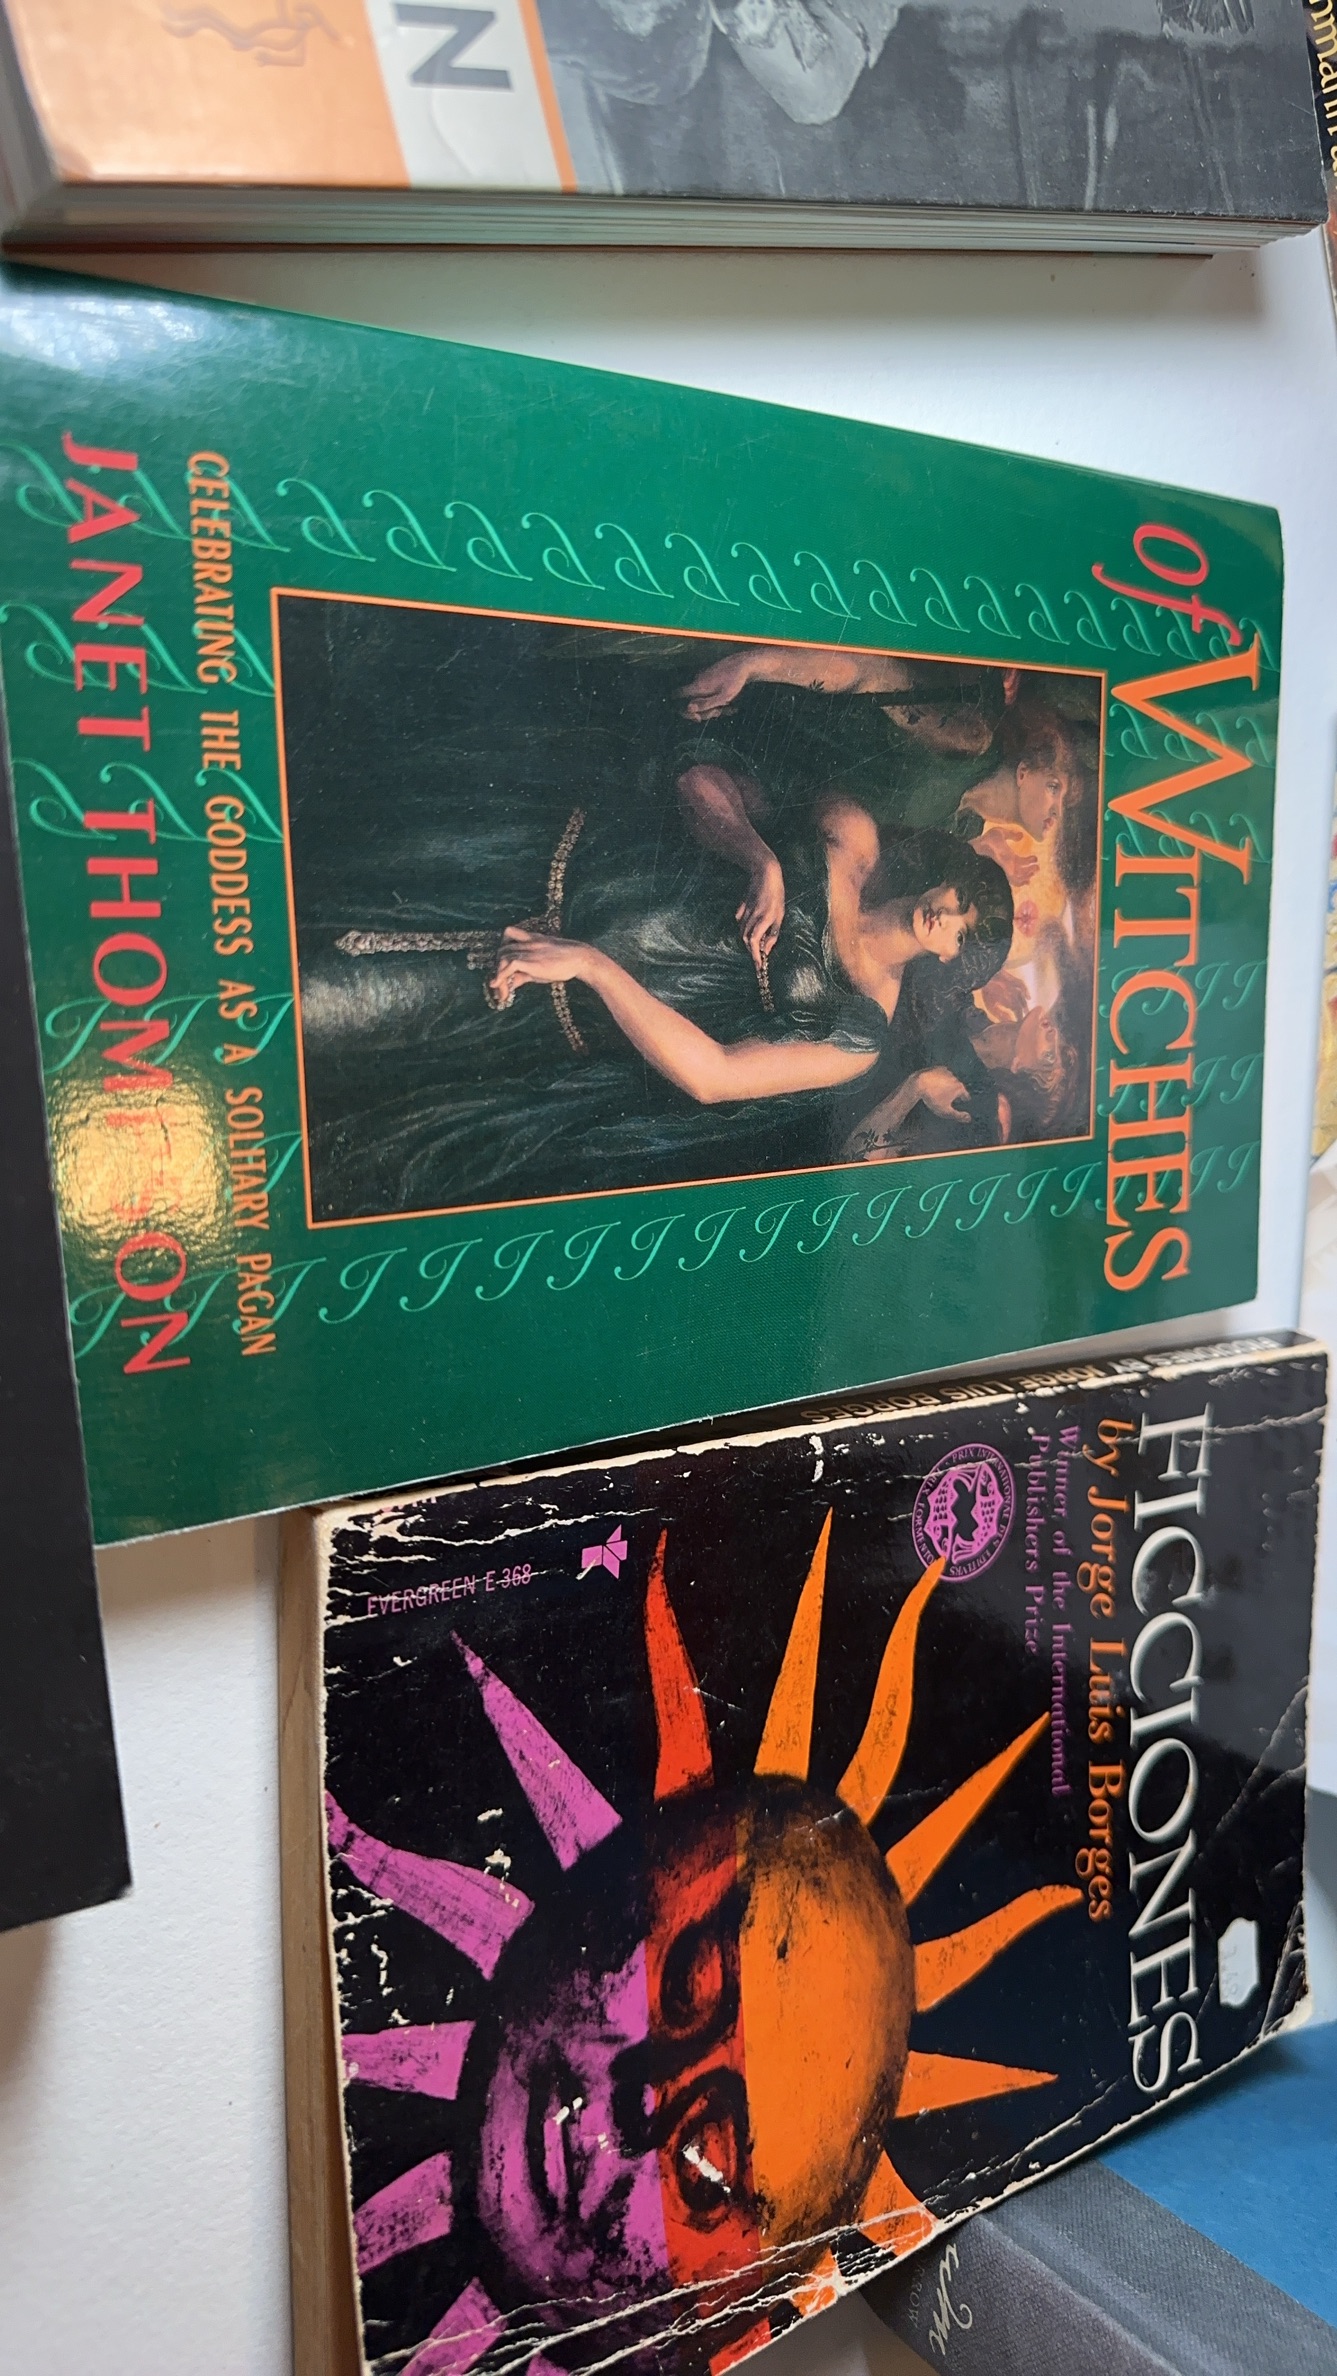 N
of WITCHES
CELEBRATING THE GODDESS AS A SOLITARY PAGAN
JANET THOMPSON
FICCIONES BY JORGE LUIS BORGES
FICCIONES
by Jorge Luis Borges
Winner of the International
Publishers Prize
EVERGREEN E 368